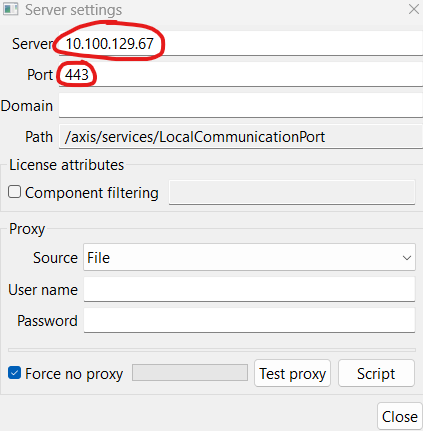 Server settings
Server 10.100.129.67
Port 443
Domain
Path /axis/services/LocalCommunicationPort
License attributes
Component filtering
Proxy
Source File
User name
Password
Force no proxy Test proxy Script
Close